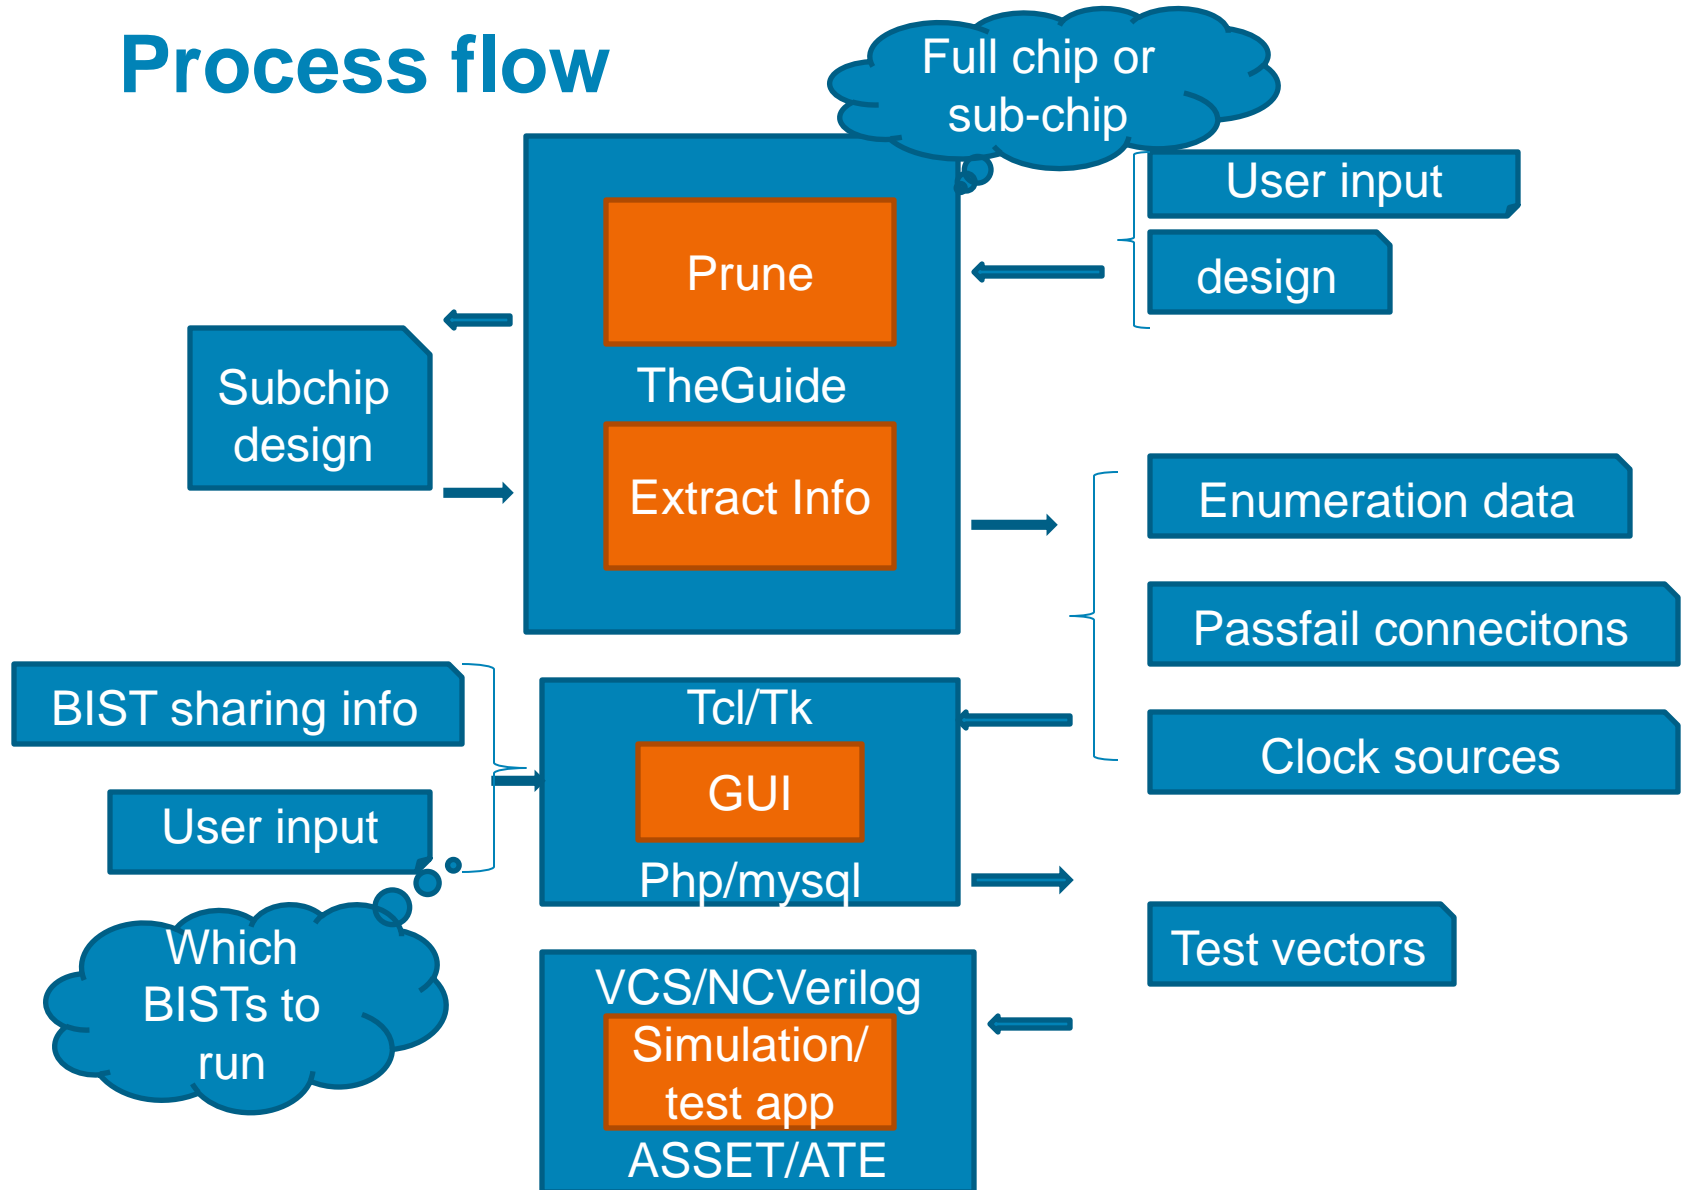 Process flow
Full chip or
sub-chip
User input
design
Prune
TheGuide
Extract Info
Subchip
design
Enumeration data
Passfail connecitons
Clock sources
BIST sharing info
User input
Which
BISTs to
run
Tcl/Tk
GUI
Php/mysql
Test vectors
VCS/NCVerilog
Simulation/
test app
ASSET/ATE